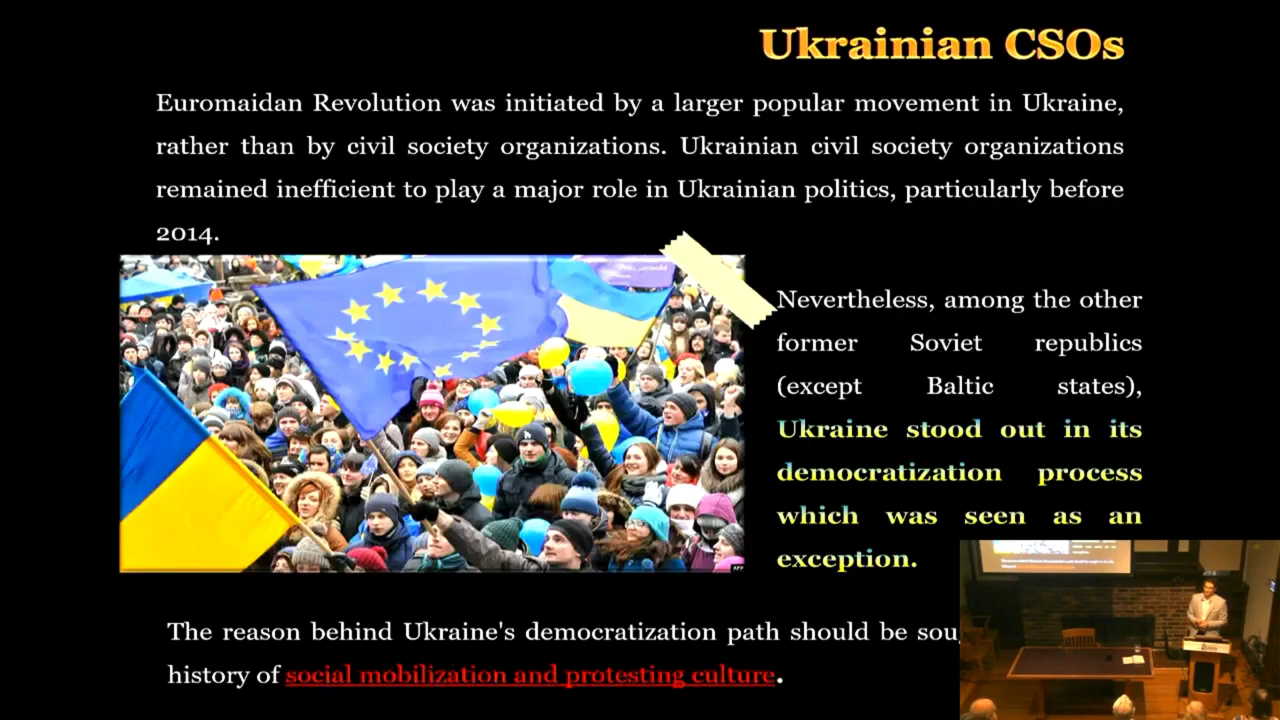 Ukrainian CSOs
Euromaidan Revolution was initiated by a larger popular movement in Ukraine,
rather than by civil society organizations. Ukrainian civil society organizations
remained inefficient to play a major role in Ukrainian politics, particularly before
2014.
Nevertheless, among the other
former Soviet republics
(except Baltic states),
Ukraine stood out in its
democratization process
which was seen as an
exception.
AFP
The reason behind Ukraine's democratization path should be
history of social mobilization and protesting culture.